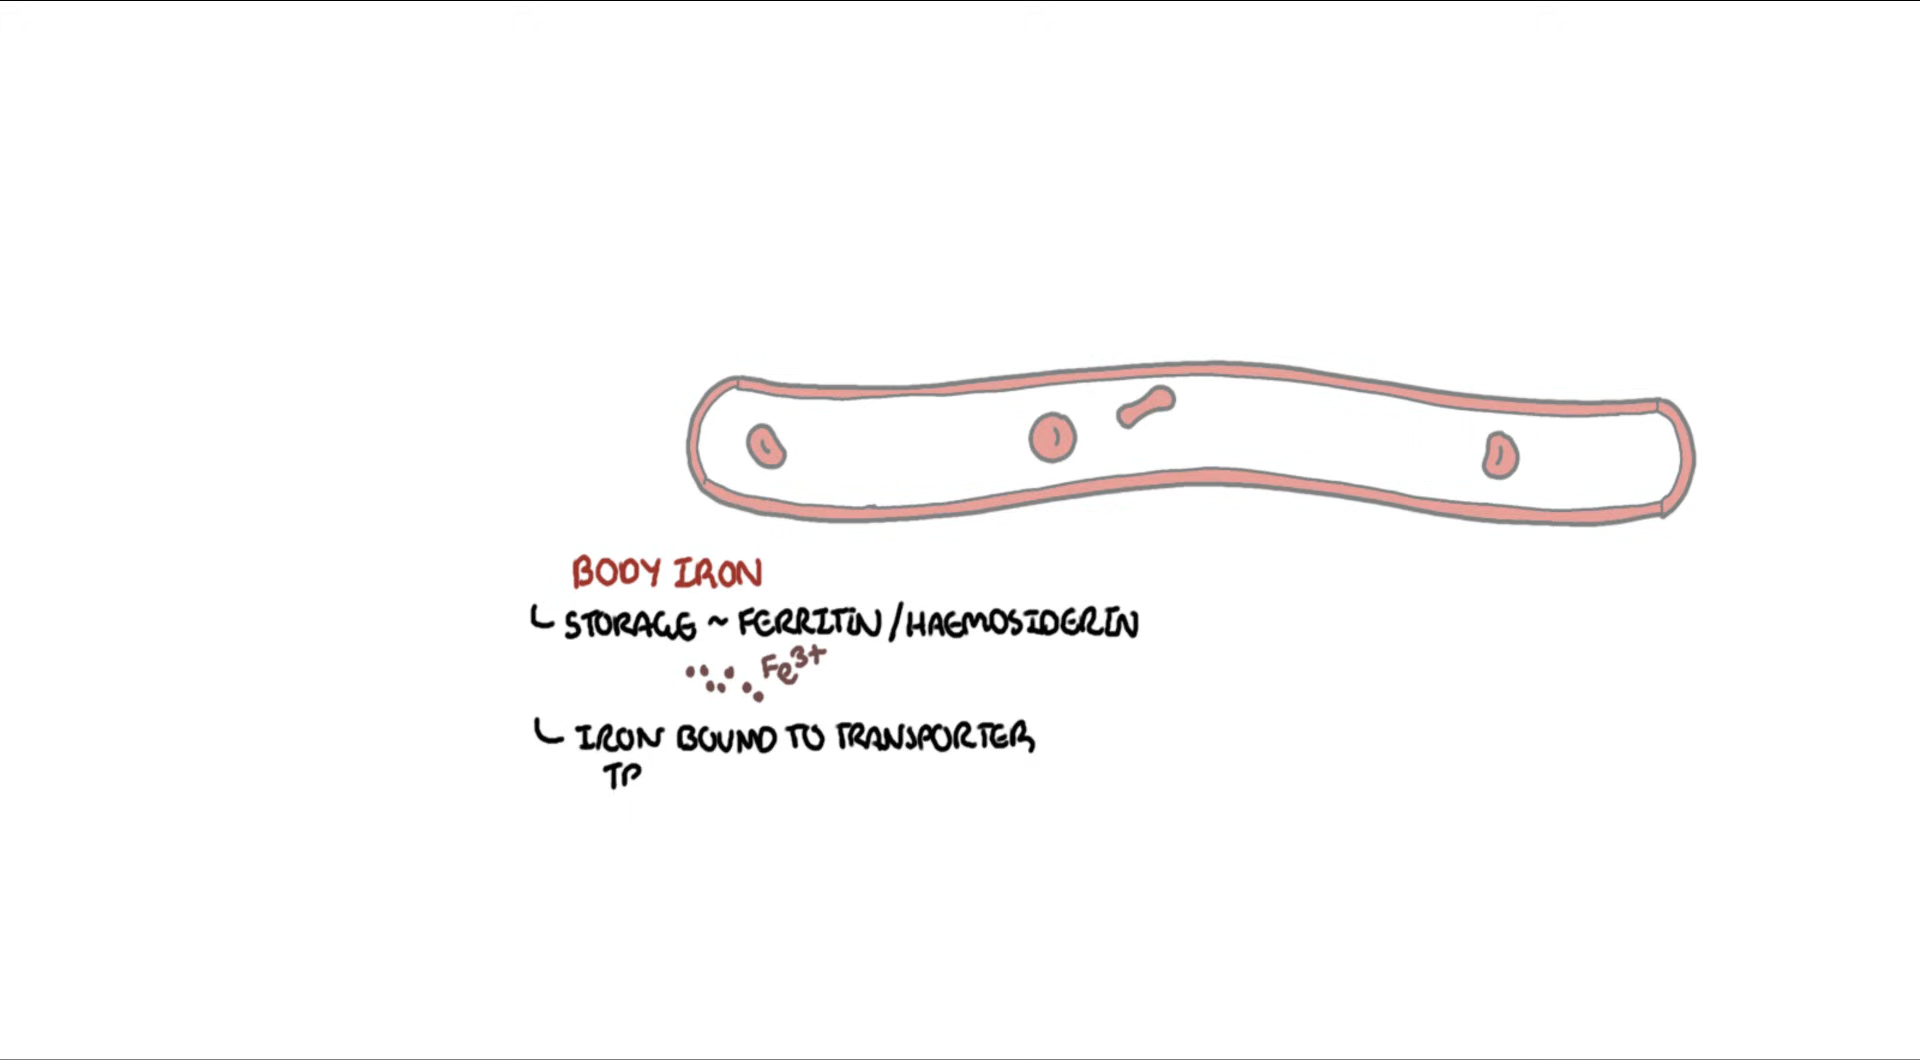 BODY IRON
STORAGE ~ FERRITIN/HAEMOSIDERIN
Fe3+
IRON BOUND TO TRANSPORTER
TP